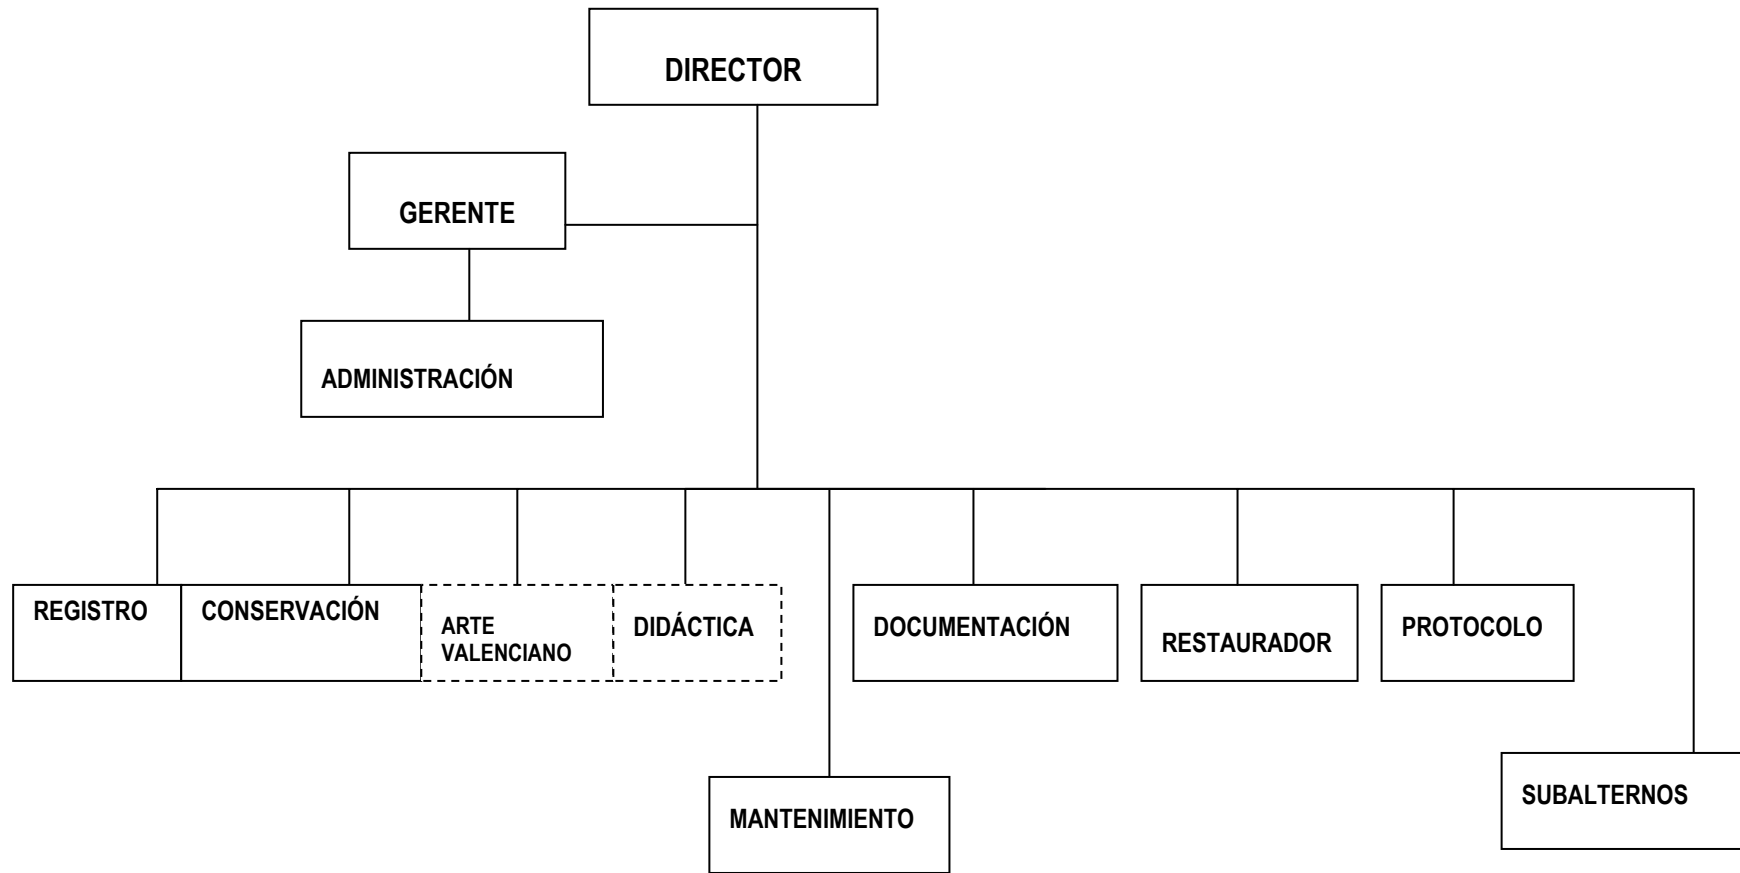 DIRECTOR
GERENTE
ADMINISTRACIÓN
REGISTRO
CONSERVACIÓN
ARTE
VALENCIANO
DIDÁCTICA
DOCUMENTACIÓN
RESTAURADOR
PROTOCOLO
MANTENIMIENTO
SUBALTERNOS